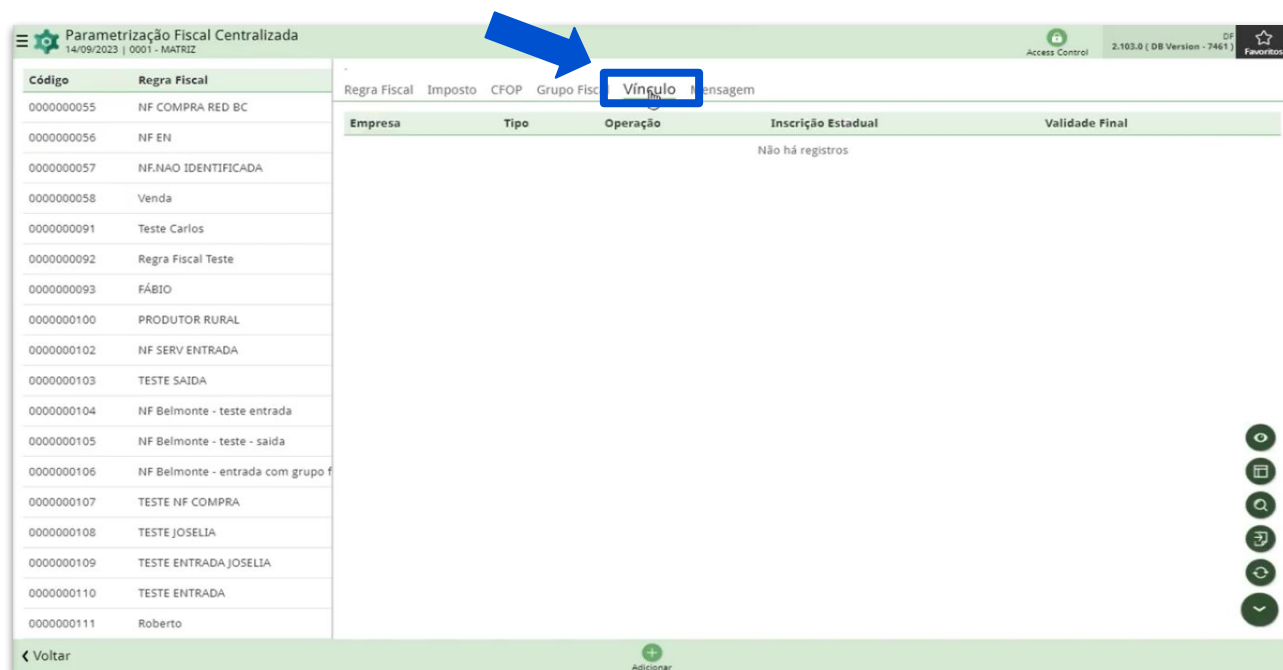 Parametrização Fiscal Centralizada
14/09/2023 | 0001 - MATRIZ
Access Control
DF
2.103.0 ( DB Version - 7461 )
Favoritos
Código Regra Fiscal
0000000055 NF COMPRA RED BC
0000000056 NF EN
0000000057 NF.NAO IDENTIFICADA
0000000058 Venda
0000000091 Teste Carlos
0000000092 Regra Fiscal Teste
0000000093 FÁBIO
0000000100 PRODUTOR RURAL
0000000102 NF SERV ENTRADA
0000000103 TESTE SAIDA
0000000104 NF Belmonte - teste entrada
0000000105 NF Belmonte - teste - saida
0000000106 NF Belmonte - entrada com grupo f
0000000107 TESTE NF COMPRA
0000000108 TESTE JOSELIA
0000000109 TESTE ENTRADA JOSELIA
0000000110 TESTE ENTRADA
0000000111 Roberto
-
Regra Fiscal Imposto CFOP Grupo Fiscal Vínculo Mensagem
Empresa Tipo Operação Inscrição Estadual Validade Final
Não há registros
Voltar
Adicionar